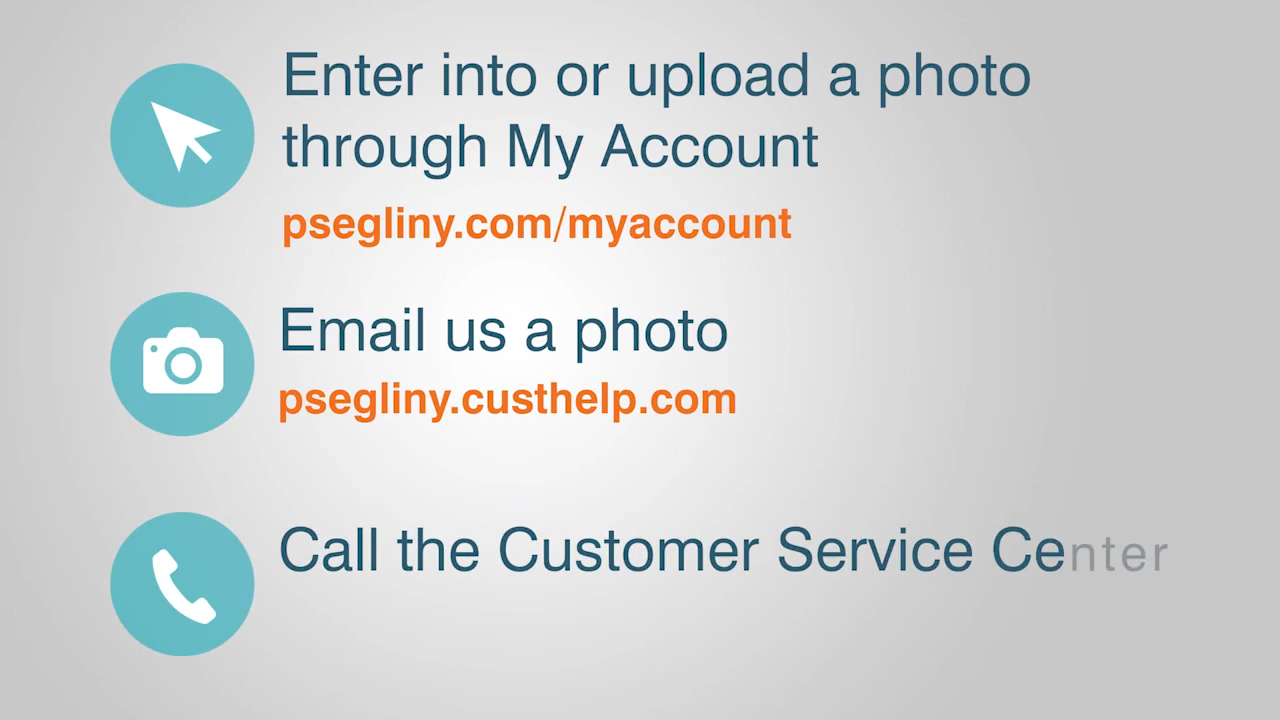 Enter into or upload a photo
through My Account
psegliny.com/myaccount
Email us a photo
psegliny.custhelp.com
Call the Customer Service Center